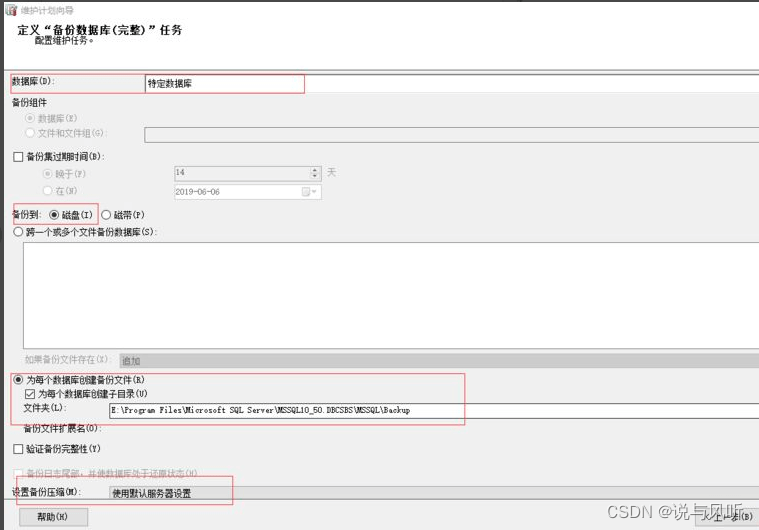 维护计划向导
定义“备份数据库(完整)”任务
配置维护任务。
数据库(D): 特定数据库
备份组件
数据库(E)
文件和文件组(G):
备份集过期时间(B):
晚于(F) 14 天
在(N) 2019-06-06
备份到: 磁盘(I) 磁带(P)
跨一个或多个文件备份数据库(S):
如果备份文件存在(X): 追加
为每个数据库创建备份文件(R)
为每个数据库创建子目录(U)
文件夹(L): E:\Program Files\Microsoft SQL Server\MSSQL10_50.DBCSBS\MSSQL\Backup
备份文件扩展名(O):
验证备份完整性(Y)
备份日志尾部，并使数据库处于还原状态(H)
设置备份压缩(M): 使用默认服务器设置
帮助(H) <上一步(B)
CSDN @说与风听